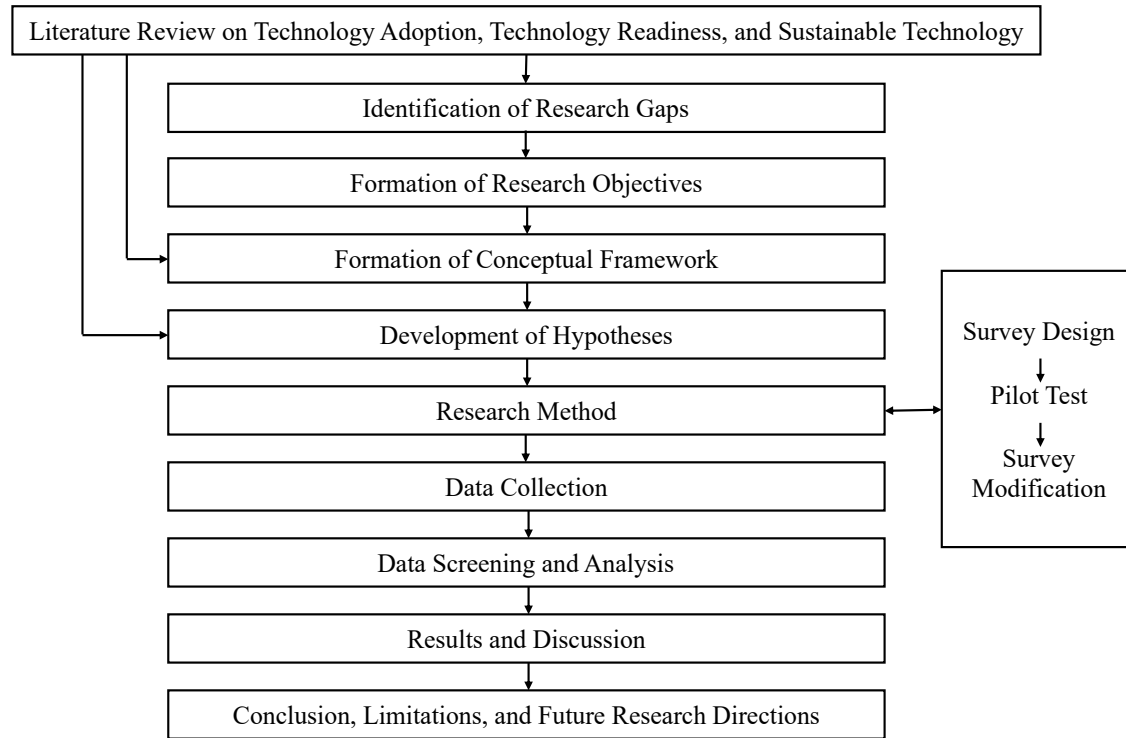 Literature Review on Technology Adoption, Technology Readiness, and Sustainable Technology
Identification of Research Gaps
Formation of Research Objectives
Formation of Conceptual Framework
Development of Hypotheses
Research Method
Data Collection
Data Screening and Analysis
Results and Discussion
Conclusion, Limitations, and Future Research Directions
Survey Design
Pilot Test
Survey
Modification